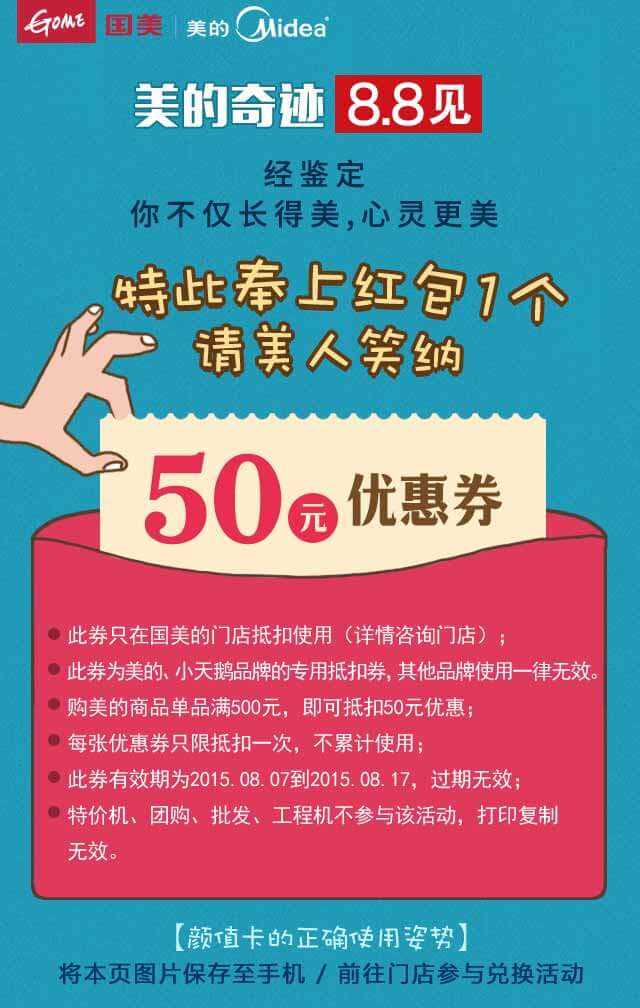 GOME 国美 | 美的 Midea®
美的奇迹 8.8见
经鉴定
你不仅长得美,心灵更美
特此奉上红包1个
请美人笑纳
50元优惠券
此券只在国美的门店抵扣使用（详情咨询门店）;
此券为美的、小天鹅品牌的专用抵扣券,其他品牌使用一律无效。
购美的商品单品满500元，即可抵扣50元优惠；
每张优惠券只限抵扣一次，不累计使用；
此券有效期为2015.08.07到2015.08.17，过期无效；
特价机、团购、批发、工程机不参与该活动，打印复制
无效。
【颜值卡的正确使用姿势】
将本页图片保存至手机 / 前往门店参与兑换活动